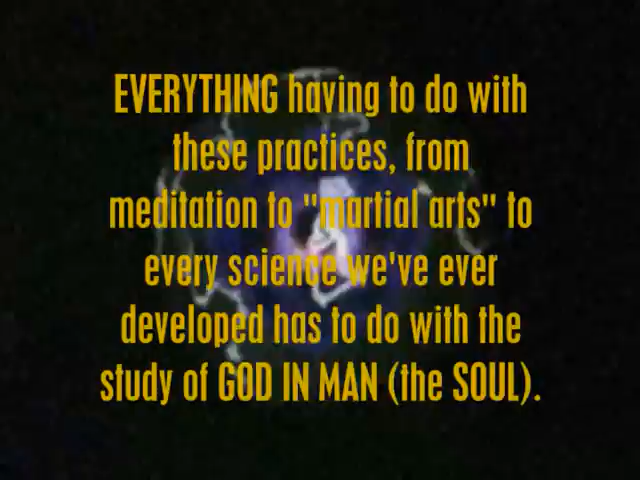 EVERYTHING having to do with
these practices, from
meditation to "martial arts" to
every science we've ever
developed has to do with the
study of GOD IN MAN (the SOUL).